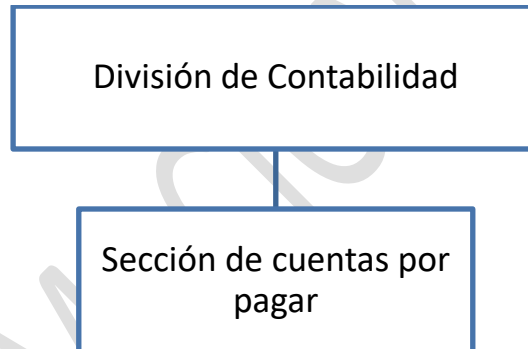 División de Contabilidad
Sección de cuentas por
pagar